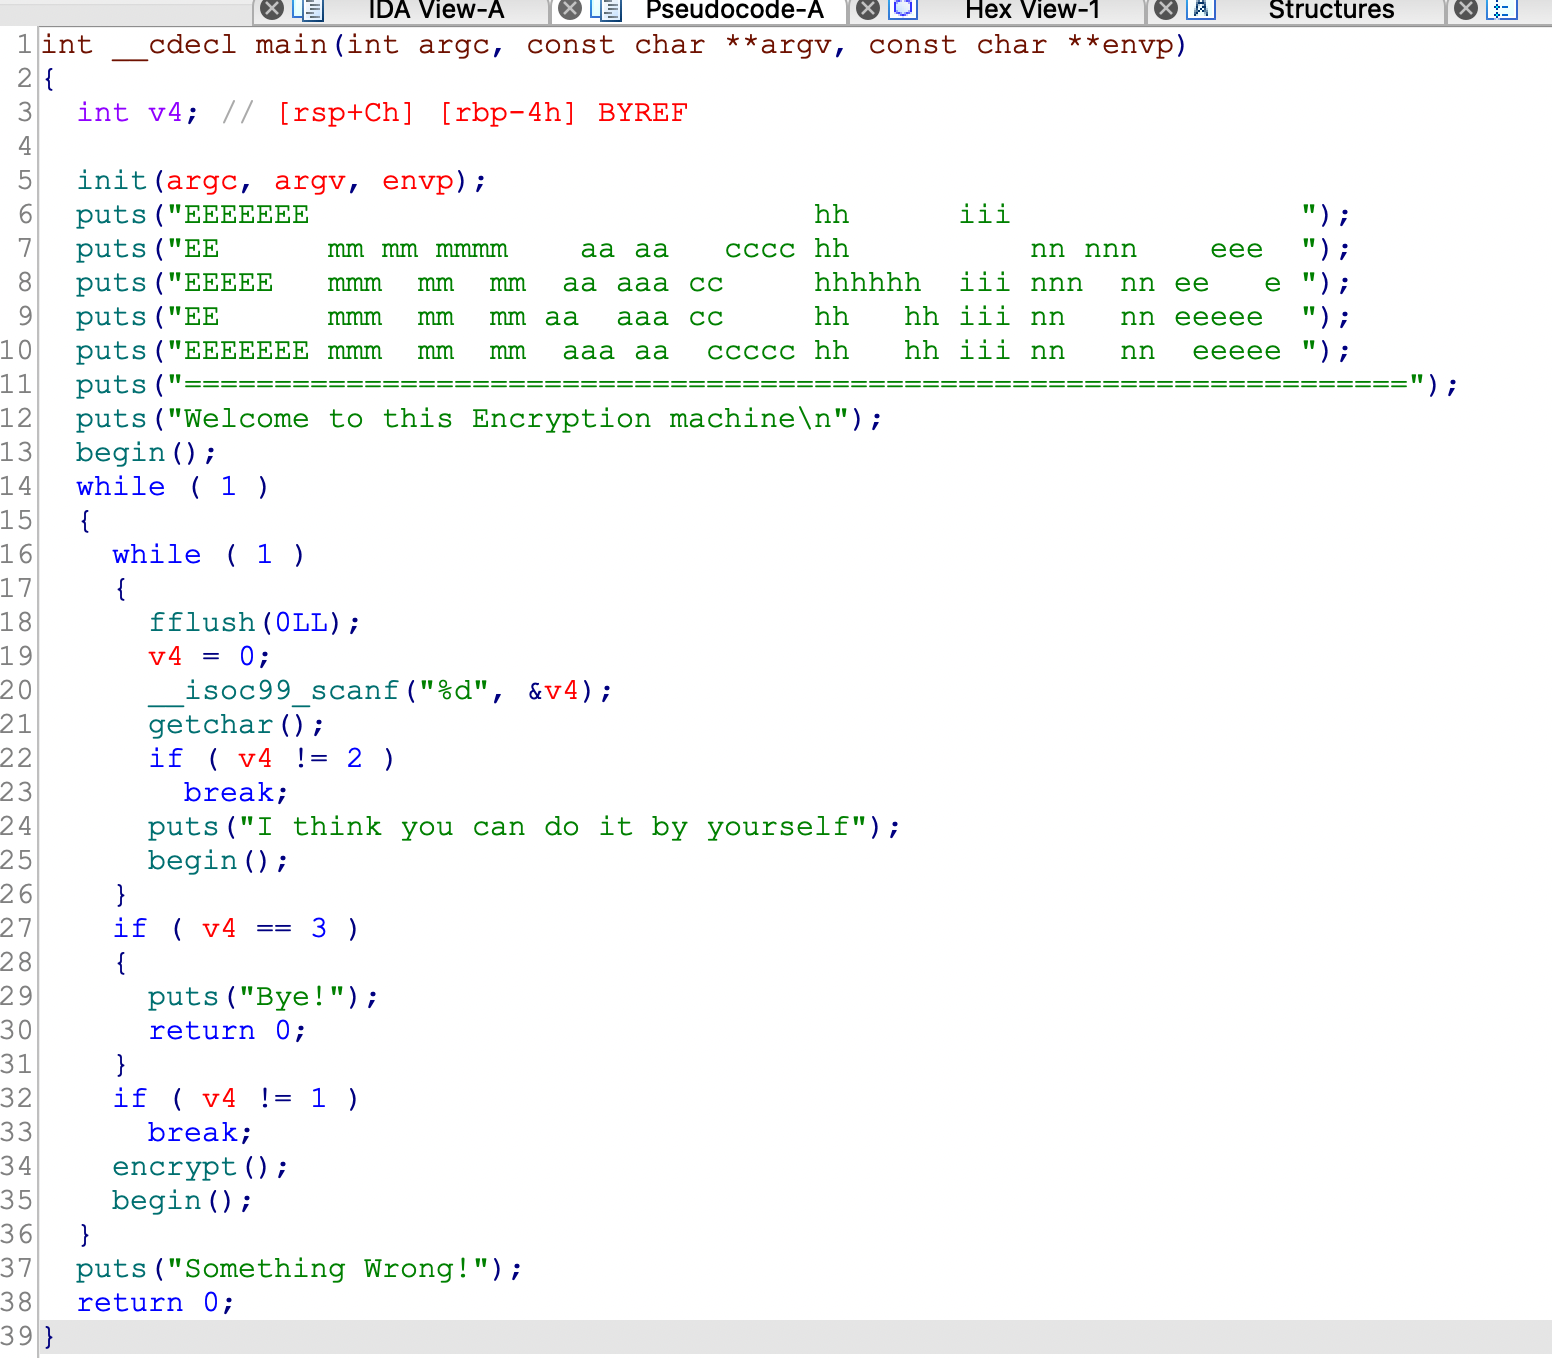 IDA View-A Pseudocode-A Hex View-1 Structures
1 int __cdecl main(int argc, const char **argv, const char **envp)
2 {
3   int v4; // [rsp+Ch] [rbp-4h] BYREF
4
5   init(argc, argv, envp);
6   puts("EEEEEEE                            hh      iii                ");
7   puts("EE      mm mm mmmm    aa aa   cccc hh          nn nnn    eee  ");
8   puts("EEEEE   mmm  mm  mm  aa aaa cc     hhhhhh  iii nnn  nn ee   e ");
9   puts("EE      mmm  mm  mm aa  aaa cc     hh   hh iii nn   nn eeeee  ");
10   puts("EEEEEEE mmm  mm  mm  aaa aa  ccccc hh   hh iii nn   nn  eeeee ");
11   puts("====================================================================");
12   puts("Welcome to this Encryption machine\n");
13   begin();
14   while ( 1 )
15   {
16     while ( 1 )
17     {
18       fflush(0LL);
19       v4 = 0;
20       __isoc99_scanf("%d", &v4);
21       getchar();
22       if ( v4 != 2 )
23         break;
24       puts("I think you can do it by yourself");
25       begin();
26     }
27     if ( v4 == 3 )
28     {
29       puts("Bye!");
30       return 0;
31     }
32     if ( v4 != 1 )
33       break;
34     encrypt();
35     begin();
36   }
37   puts("Something Wrong!");
38   return 0;
39 }